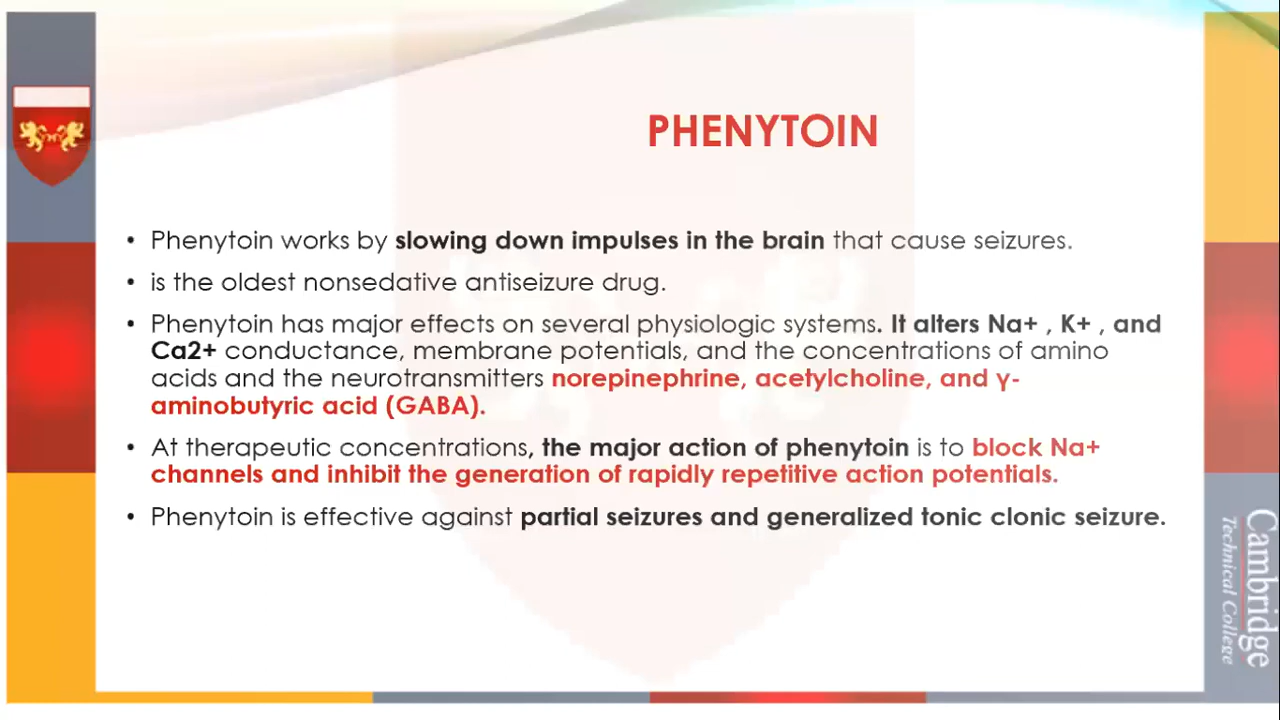 PHENYTOIN
• Phenytoin works by slowing down impulses in the brain that cause seizures.
• is the oldest nonsedative antiseizure drug.
• Phenytoin has major effects on several physiologic systems. It alters Na+ , K+ , and
Ca2+ conductance, membrane potentials, and the concentrations of amino
acids and the neurotransmitters norepinephrine, acetylcholine, and γ-
aminobutyric acid (GABA).
• At therapeutic concentrations, the major action of phenytoin is to block Na+
channels and inhibit the generation of rapidly repetitive action potentials.
• Phenytoin is effective against partial seizures and generalized tonic clonic seizure.
Cambridge
Technical College